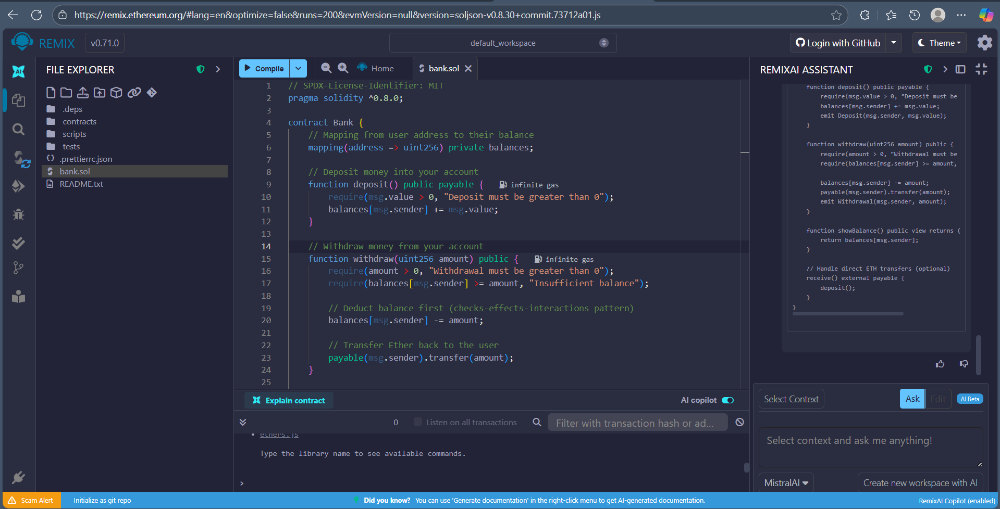 https://remix.ethereum.org/#lang=en&optimize=false&runs=200&evmVersion=null&version=soljson-v0.8.30+commit.73712a01.js
REMIX
v0.71.0
default_workspace
Login with GitHub
Theme
FILE EXPLORER
.deps
contracts
scripts
tests
.prettierrc.json
bank.sol
README.txt
Compile
Home
bank.sol
1 // SPDX-License-Identifier: MIT
2 pragma solidity ^0.8.0;
3
4 contract Bank {
5 // Mapping from user address to their balance
6 mapping(address => uint256) private balances;
7
8 // Deposit money into your account
9 function deposit() public payable { infinite gas
10 require(msg.value > 0, "Deposit must be greater than 0");
11 balances[msg.sender] += msg.value;
12 }
13
14 // Withdraw money from your account
15 function withdraw(uint256 amount) public { infinite gas
16 require(amount > 0, "Withdrawal must be greater than 0");
17 require(balances[msg.sender] >= amount, "Insufficient balance");
18
19 // Deduct balance first (checks-effects-interactions pattern)
20 balances[msg.sender] -= amount;
21
22 // Transfer Ether back to the user
23 payable(msg.sender).transfer(amount);
24 }
25
Explain contract
AI copilot
0
Listen on all transactions
Filter with transaction hash or ad...
ethers.js
Type the library name to see available commands.
>
REMIXAI ASSISTANT
function deposit() public payable {
require(msg.value > 0, "Deposit must be
balances[msg.sender] += msg.value;
emit Deposit(msg.sender, msg.value);
}
function withdraw(uint256 amount) public {
require(amount > 0, "Withdrawal must be
require(balances[msg.sender] >= amount,
balances[msg.sender] -= amount;
payable(msg.sender).transfer(amount);
emit Withdrawal(msg.sender, amount);
}
function showBalance() public view returns (
return balances[msg.sender];
}
// Handle direct ETH transfers (optional)
receive() external payable {
deposit();
}
}
Select Context
Ask
Edit
AI Beta
Select context and ask me anything!
MistralAI
Create new workspace with AI
AI
Scam Alert
Initialize as git repo
Did you know? You can use 'Generate documentation' in the right-click menu to get AI-generated documentation.
RemixAI Copilot (enabled)